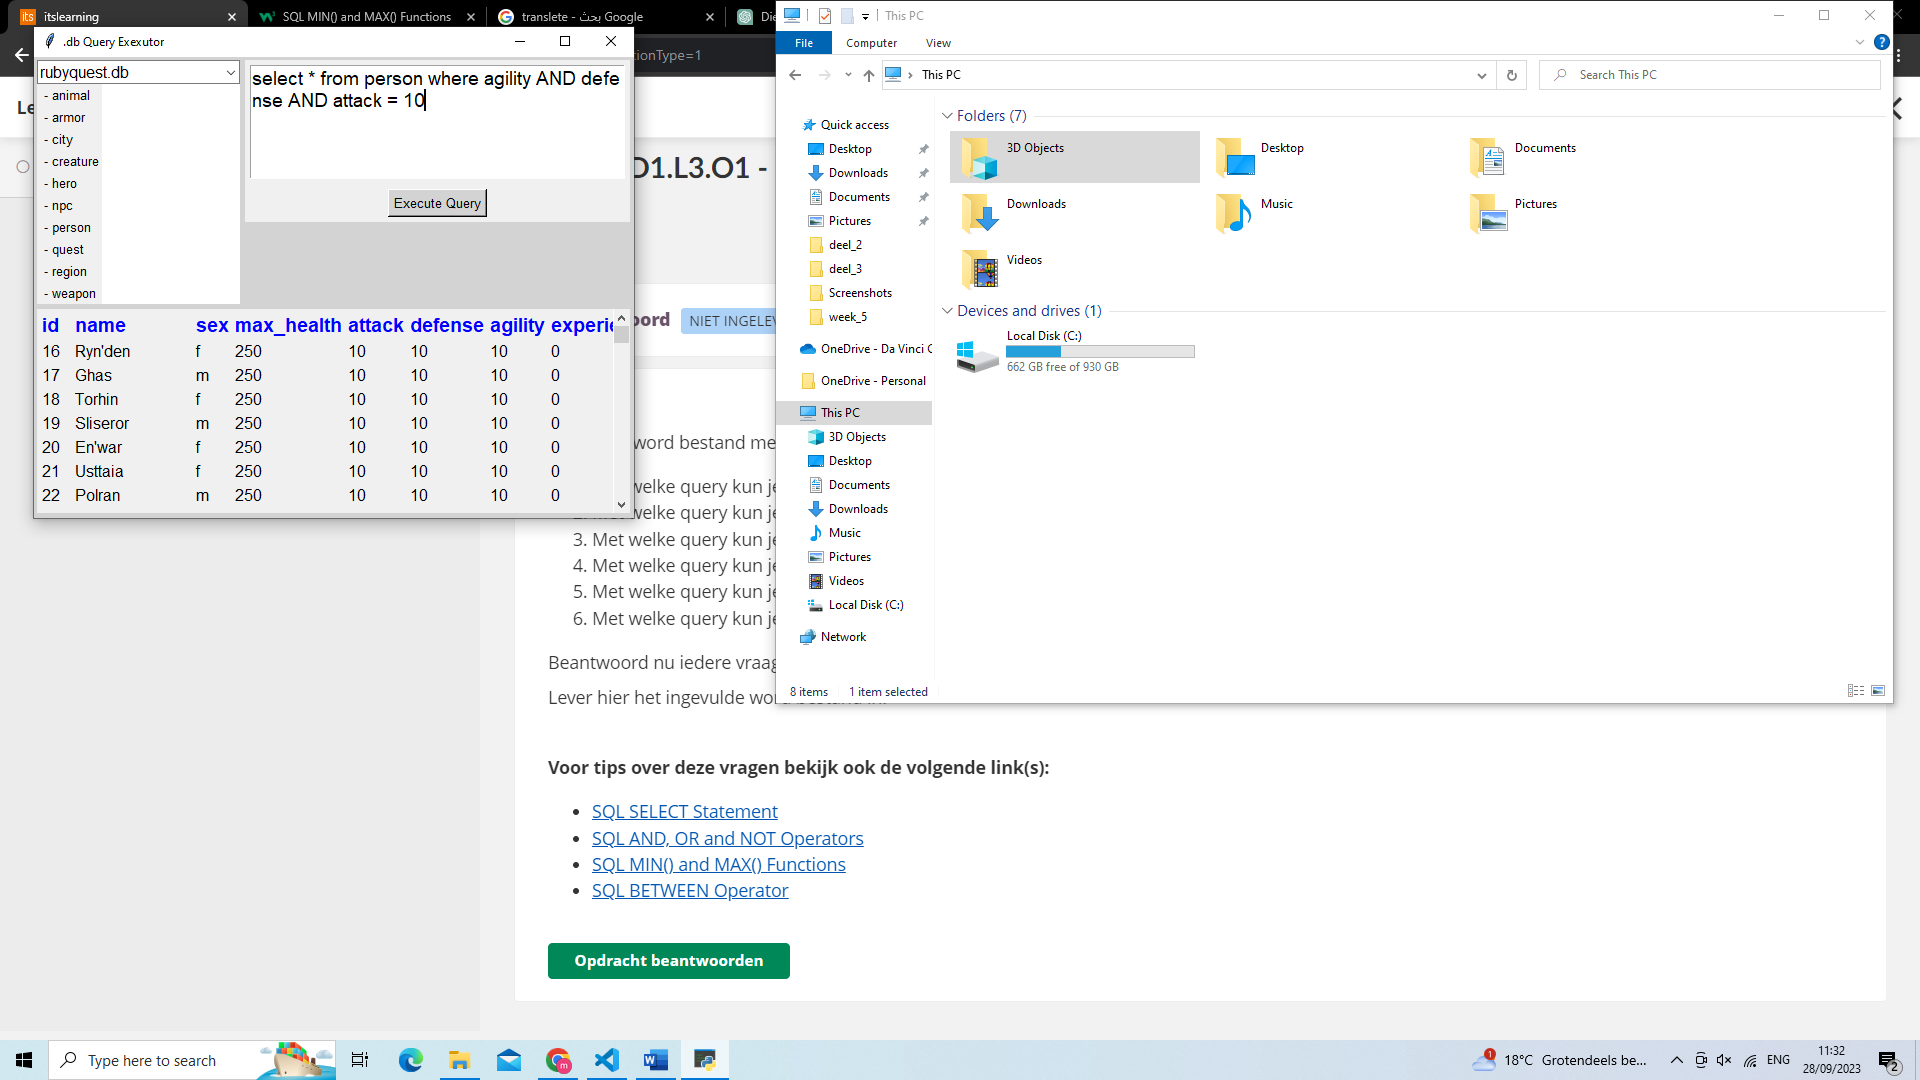 itslearning
SQL MIN() and MAX() Functions
translete - بحث Google
.db Query Exexutor
rubyquest.db
- animal
- armor
- city
- creature
- hero
- npc
- person
- quest
- region
- weapon
select * from person where agility AND defe
nse AND attack = 10
Execute Query
id name sex max_health attack defense agility
16 Ryn'den f 250 10 10 10 0
17 Ghas m 250 10 10 10 0
18 Torhin f 250 10 10 10 0
19 Sliseror m 250 10 10 10 0
20 En'war f 250 10 10 10 0
21 Usttaia f 250 10 10 10 0
22 Polran m 250 10 10 10 0
ctionType=1
D1.L3.O1 -
NIET INGELEV
word bestand me
welke query kun je
welke query kun je
3. Met welke query kun je
4. Met welke query kun je
5. Met welke query kun je
6. Met welke query kun je
Beantwoord nu iedere vraag
Lever hier het ingevulde
Voor tips over deze vragen bekijk ook de volgende link(s):
SQL SELECT Statement
SQL AND, OR and NOT Operators
SQL MIN() and MAX() Functions
SQL BETWEEN Operator
Opdracht beantwoorden
This PC
File Computer View
This PC
Search This PC
Quick access
Desktop
Downloads
Documents
Pictures
deel_2
deel_3
Screenshots
week_5
OneDrive - Da Vinci C
OneDrive - Personal
This PC
3D Objects
Desktop
Documents
Downloads
Music
Pictures
Videos
Local Disk (C:)
Network
Folders (7)
3D Objects
Desktop
Documents
Downloads
Music
Pictures
Videos
Devices and drives (1)
Local Disk (C:)
662 GB free of 930 GB
8 items 1 item selected
Type here to search
1
18°C Grotendeels be...
ENG
11:32
28/09/2023
2